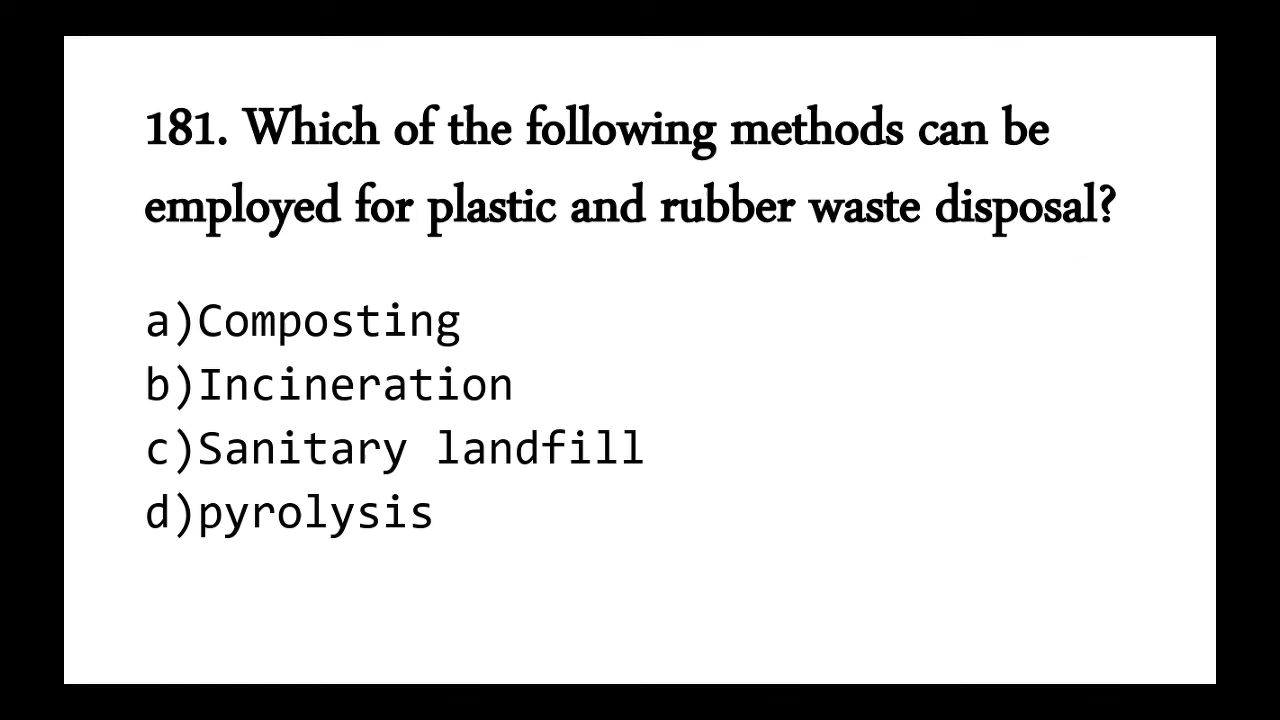 181. Which of the following methods can be
employed for plastic and rubber waste disposal?
a)Composting
b)Incineration
c)Sanitary landfill
d)pyrolysis